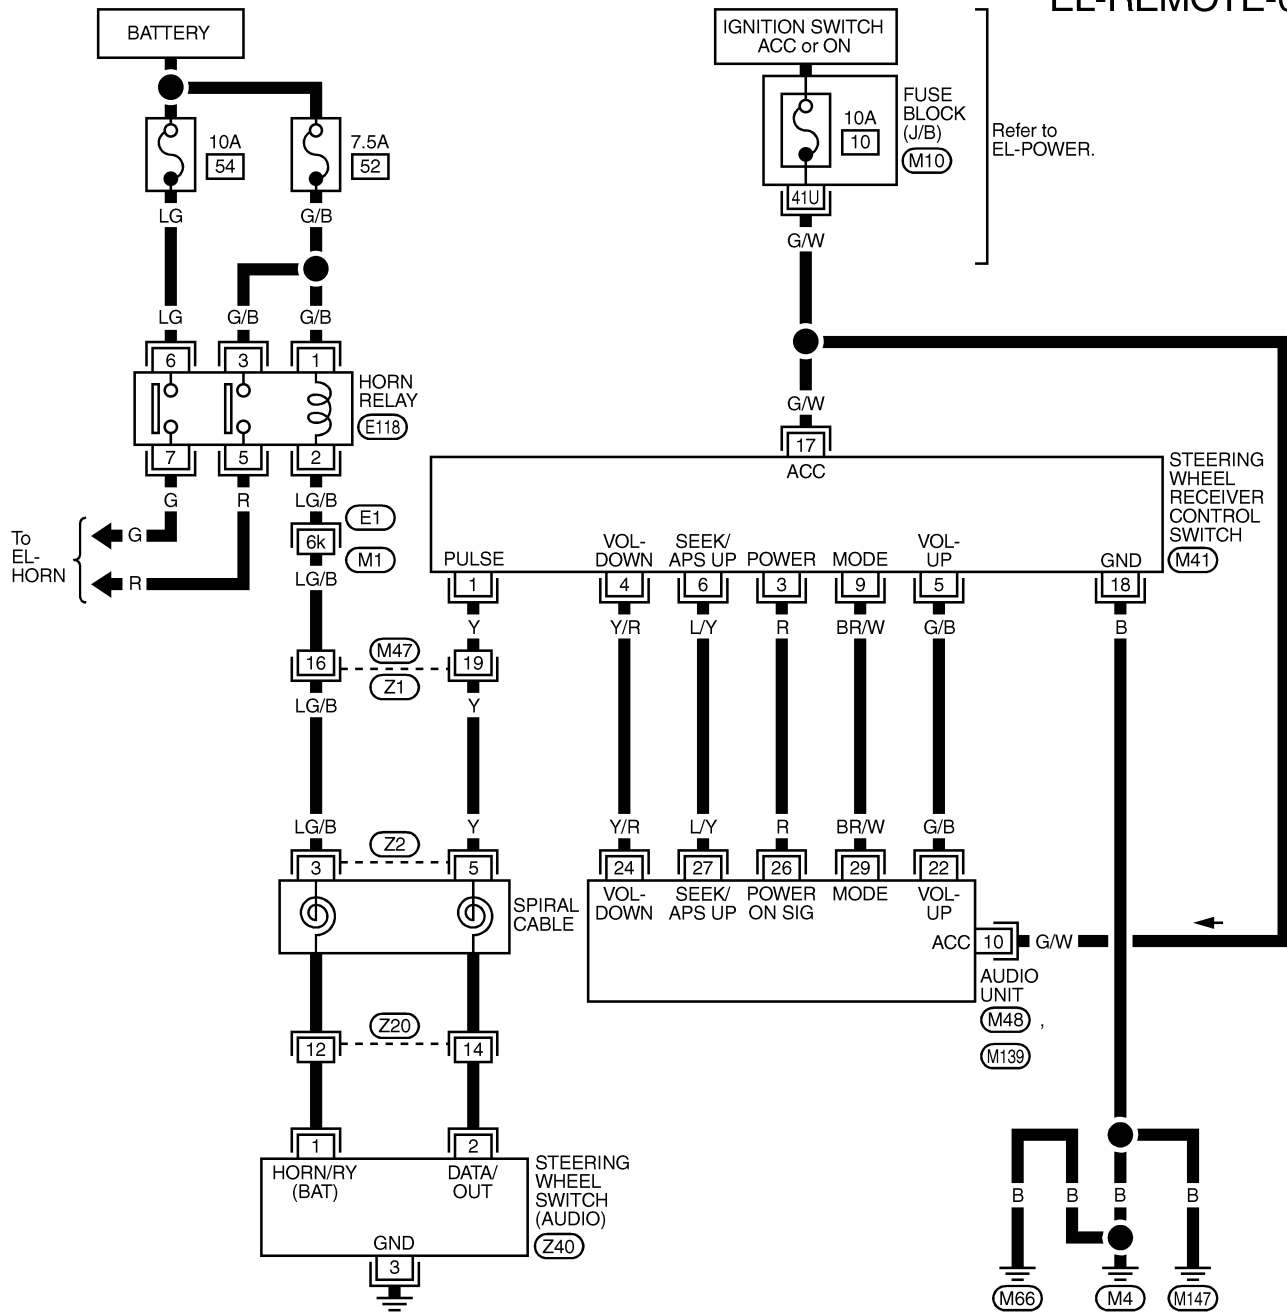 EL-REMOTE-0
BATTERY
IGNITION SWITCH
ACC or ON
10A
54
7.5A
52
10A
10
FUSE
BLOCK
(J/B)
M10
Refer to
EL-POWER.
41U
LG
G/B
G/W
LG
G/B
G/B
6
3
1
HORN
RELAY
E118
G/W
7
5
2
17
ACC
STEERING
WHEEL
RECEIVER
CONTROL
SWITCH
M41
G
R
LG/B
E1
6k
M1
LG/B
To
EL-
HORN
G
R
PULSE
VOL-
DOWN
SEEK/
APS UP
POWER
MODE
VOL-
UP
GND
1
4
6
3
9
5
18
Y
Y/R
L/Y
R
BR/W
G/B
B
16
M47
Z1
19
LG/B
Y
LG/B
Y
Y/R
L/Y
R
BR/W
G/B
3
Z2
5
24
27
26
29
22
SPIRAL
CABLE
VOL-
DOWN
SEEK/
APS UP
POWER
ON SIG
MODE
VOL-
UP
ACC
10
G/W
AUDIO
UNIT
M48 ,
M139
12
Z20
14
1
2
HORN/RY
(BAT)
DATA/
OUT
STEERING
WHEEL
SWITCH
(AUDIO)
Z40
GND
3
B
B
B
B
M66
M4
M147